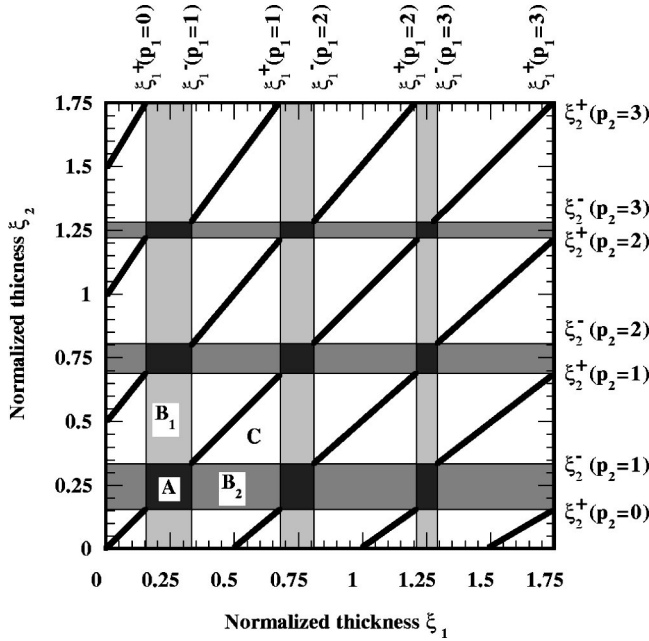 ξ₁⁺(p₁=0)
ξ₁⁻(p₁=1)
ξ₁⁺(p₁=1)
ξ₁⁻(p₁=2)
ξ₁⁺(p₁=2)
ξ₁⁻(p₁=3)
ξ₁⁺(p₁=3)
Normalized thicness ξ₂
1.75
1.5
1.25
1
0.75
0.5
0.25
0
B₁
C
A
B₂
ξ₂⁺(p₂=3)
ξ₂⁻(p₂=3)
ξ₂⁺(p₂=2)
ξ₂⁻(p₂=2)
ξ₂⁺(p₂=1)
ξ₂⁻(p₂=1)
ξ₂⁺(p₂=0)
0 0.25 0.5 0.75 1 1.25 1.5 1.75
Normalized thickness ξ₁